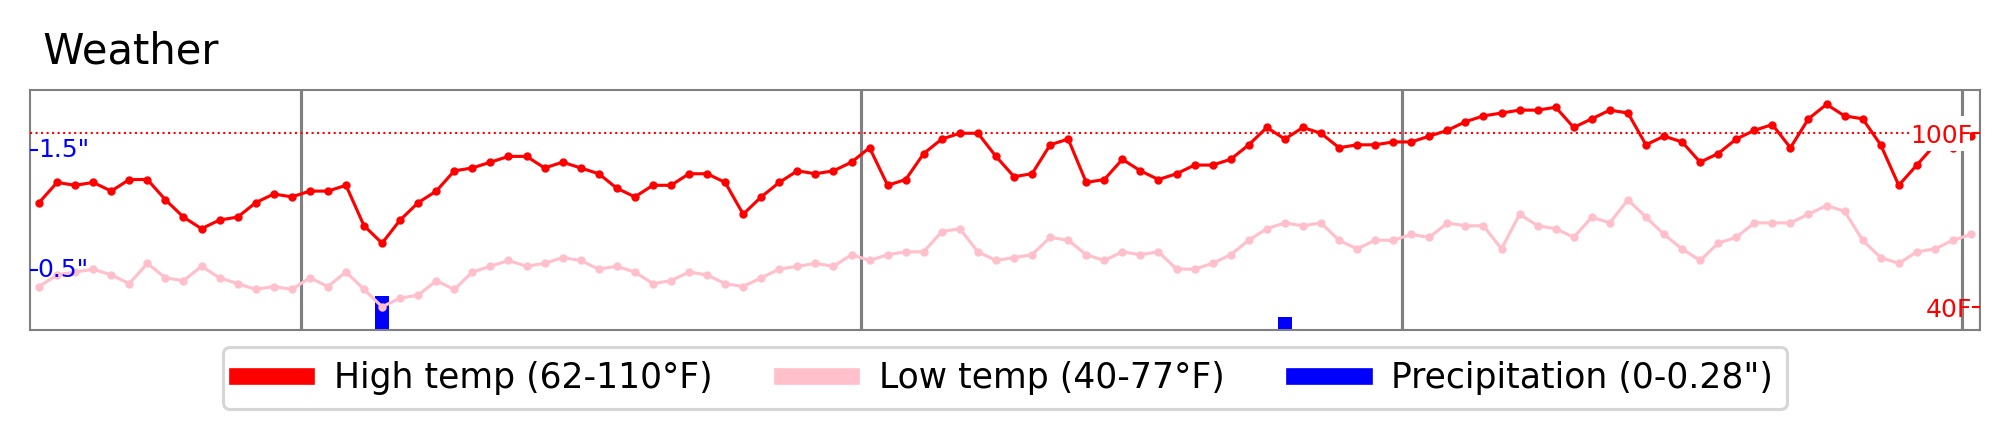 Weather
1.5"
100F
0.5"
40F
High temp (62-110°F) Low temp (40-77°F) Precipitation (0-0.28")